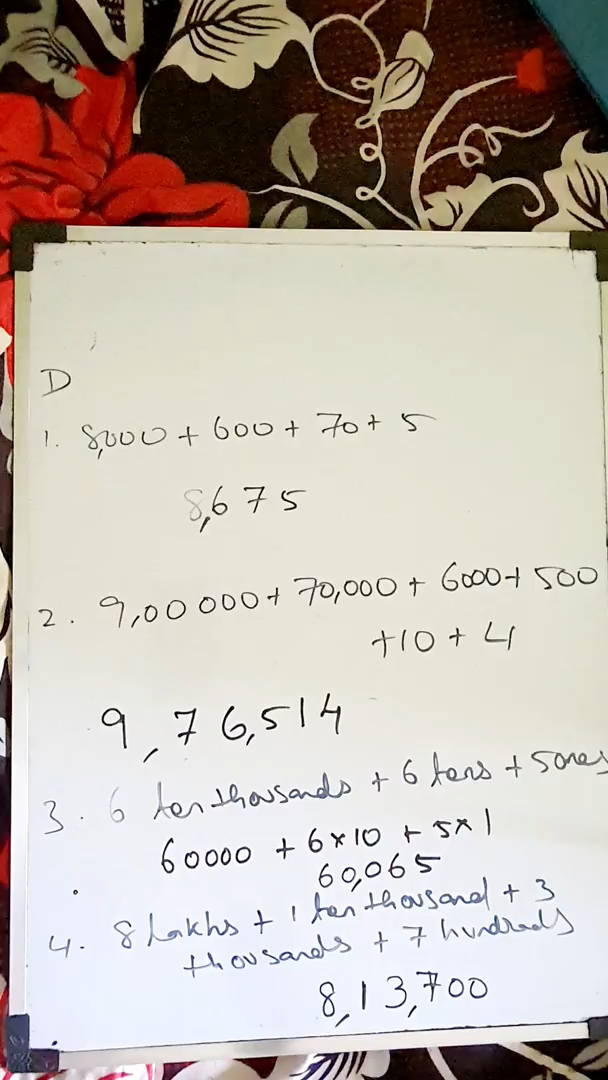 D
1. 8,000 + 600 + 70 + 5
8,675
2. 9,00 000 + 70,000 + 6000 + 500
+10 + 4
9,76,514
3. 6 ten thousands + 6 tens + 5ones
60000 + 6×10 + 5×1
60,065
4. 8 lakhs + 1 ten thousand + 3
thousands + 7 hundreds
8,13,700